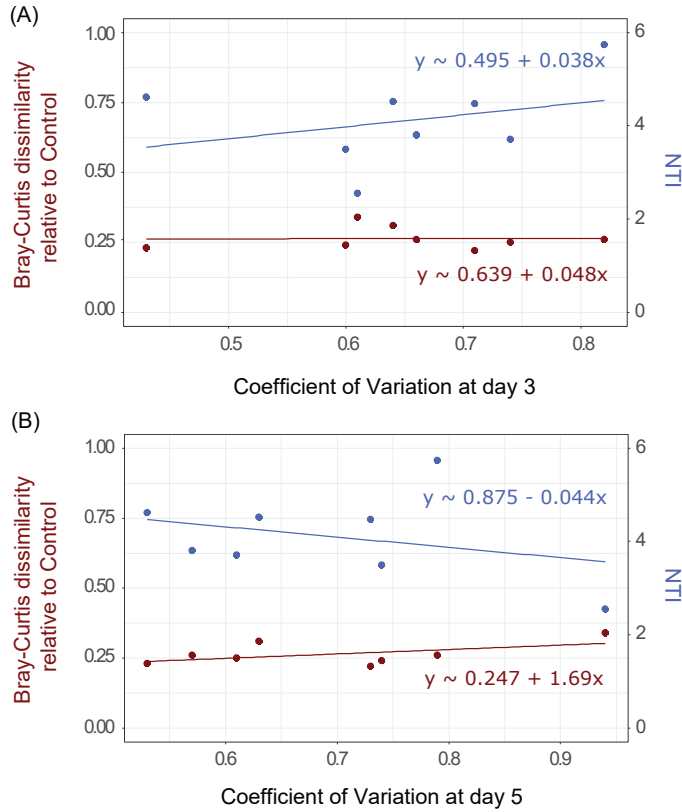 (A)
1.00
0.75
0.50
0.25
0.00
Bray-Curtis dissimilarity
relative to Control
y ~ 0.495 + 0.038x
y ~ 0.639 + 0.048x
6
4
2
0
NTI
0.5
0.6
0.7
0.8
Coefficient of Variation at day 3
(B)
1.00
0.75
0.50
0.25
0.00
Bray-Curtis dissimilarity
relative to Control
y ~ 0.875 - 0.044x
y ~ 0.247 + 1.69x
6
4
2
0
NTI
0.6
0.7
0.8
0.9
Coefficient of Variation at day 5